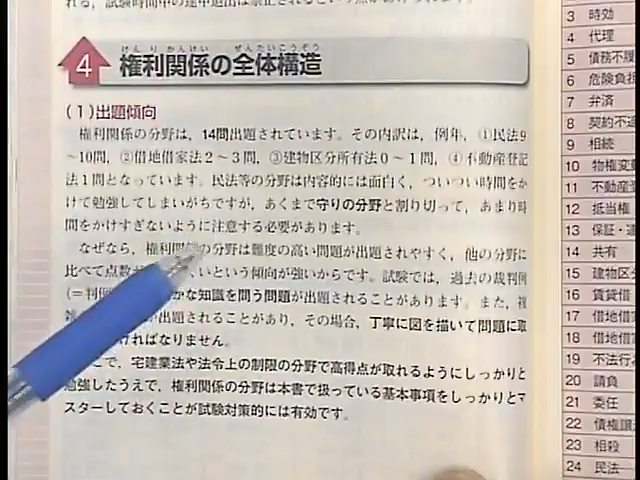 けんりかんけい ぜんたいこうぞう
4 権利関係の全体構造
(1)出題傾向
権利関係の分野は，14問出題されています。その内訳は，例年，①民法9
～10問，②借地借家法2～3問，③建物区分所有法0～1問，④不動産登記
法1問となっています。民法等の分野は内容的には面白く，ついつい時間をか
けて勉強してしまいがちですが，あくまで守りの分野と割り切って，あまり時
間をかけすぎないように注意する必要があります。
なぜなら，権利関係の分野は難度の高い問題が出題されやすく，他の分野に
比べて点数が いという傾向が強いからです。試験では，過去の裁判例
(＝判 かな知識を問う問題が出題されることがあります。また，複
が出題されることがあり，その場合，丁寧に図を描いて問題に取
ければなりません。
で，宅建業法や法令上の制限の分野で高得点が取れるようにしっかりと
勉強したうえで，権利関係の分野は本書で扱っている基本事項をしっかりとマ
スターしておくことが試験対策的には有効です。
3 時効
4 代理
5 債務不履
6 危険負担
7 弁済
8 契約不適
9 相続
10 物権変動
11 不動産
12 抵当権
13 保証・連
14 共有
15 建物区分
16 賃貸借
17 借地借
18 借地借
19 不法行
20 請負
21 委任
22 債権譲
23 相殺
24 民法